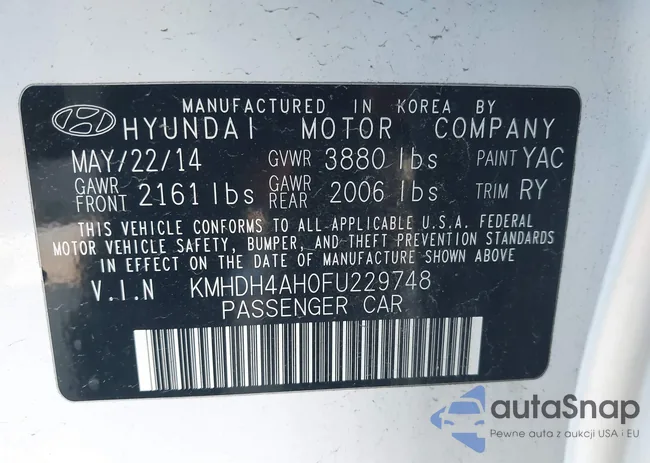 MANUFACTURED IN KOREA BY
HYUNDAI MOTOR COMPANY
MAY/22/14 GVWR 3880 lbs PAINT YAC
GAWR FRONT 2161 lbs GAWR REAR 2006 lbs TRIM RY
THIS VEHICLE CONFORMS TO ALL-APPLICABLE U.S.A. FEDERAL
MOTOR VEHICLE SAFETY, BUMPER, AND THEFT PREVENTION STANDARDS
IN EFFECT ON THE DATE OF MANUFACTURE SHOWN ABOVE.
V.I.N KMHDH4AH0FU229748
PASSENGER CAR
autaSnap
Pewne auta z aukcji USA i EU